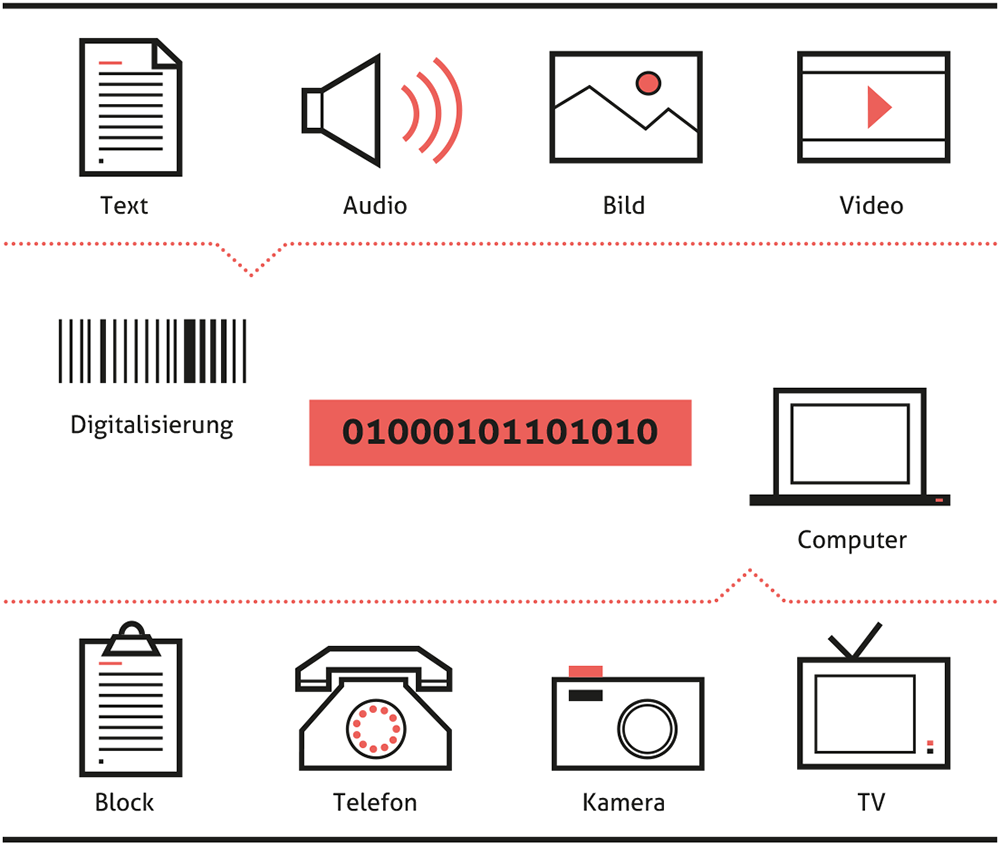 Text
Audio
Bild
Video
Digitalisierung
01000101101010
Computer
Block
Telefon
Kamera
TV